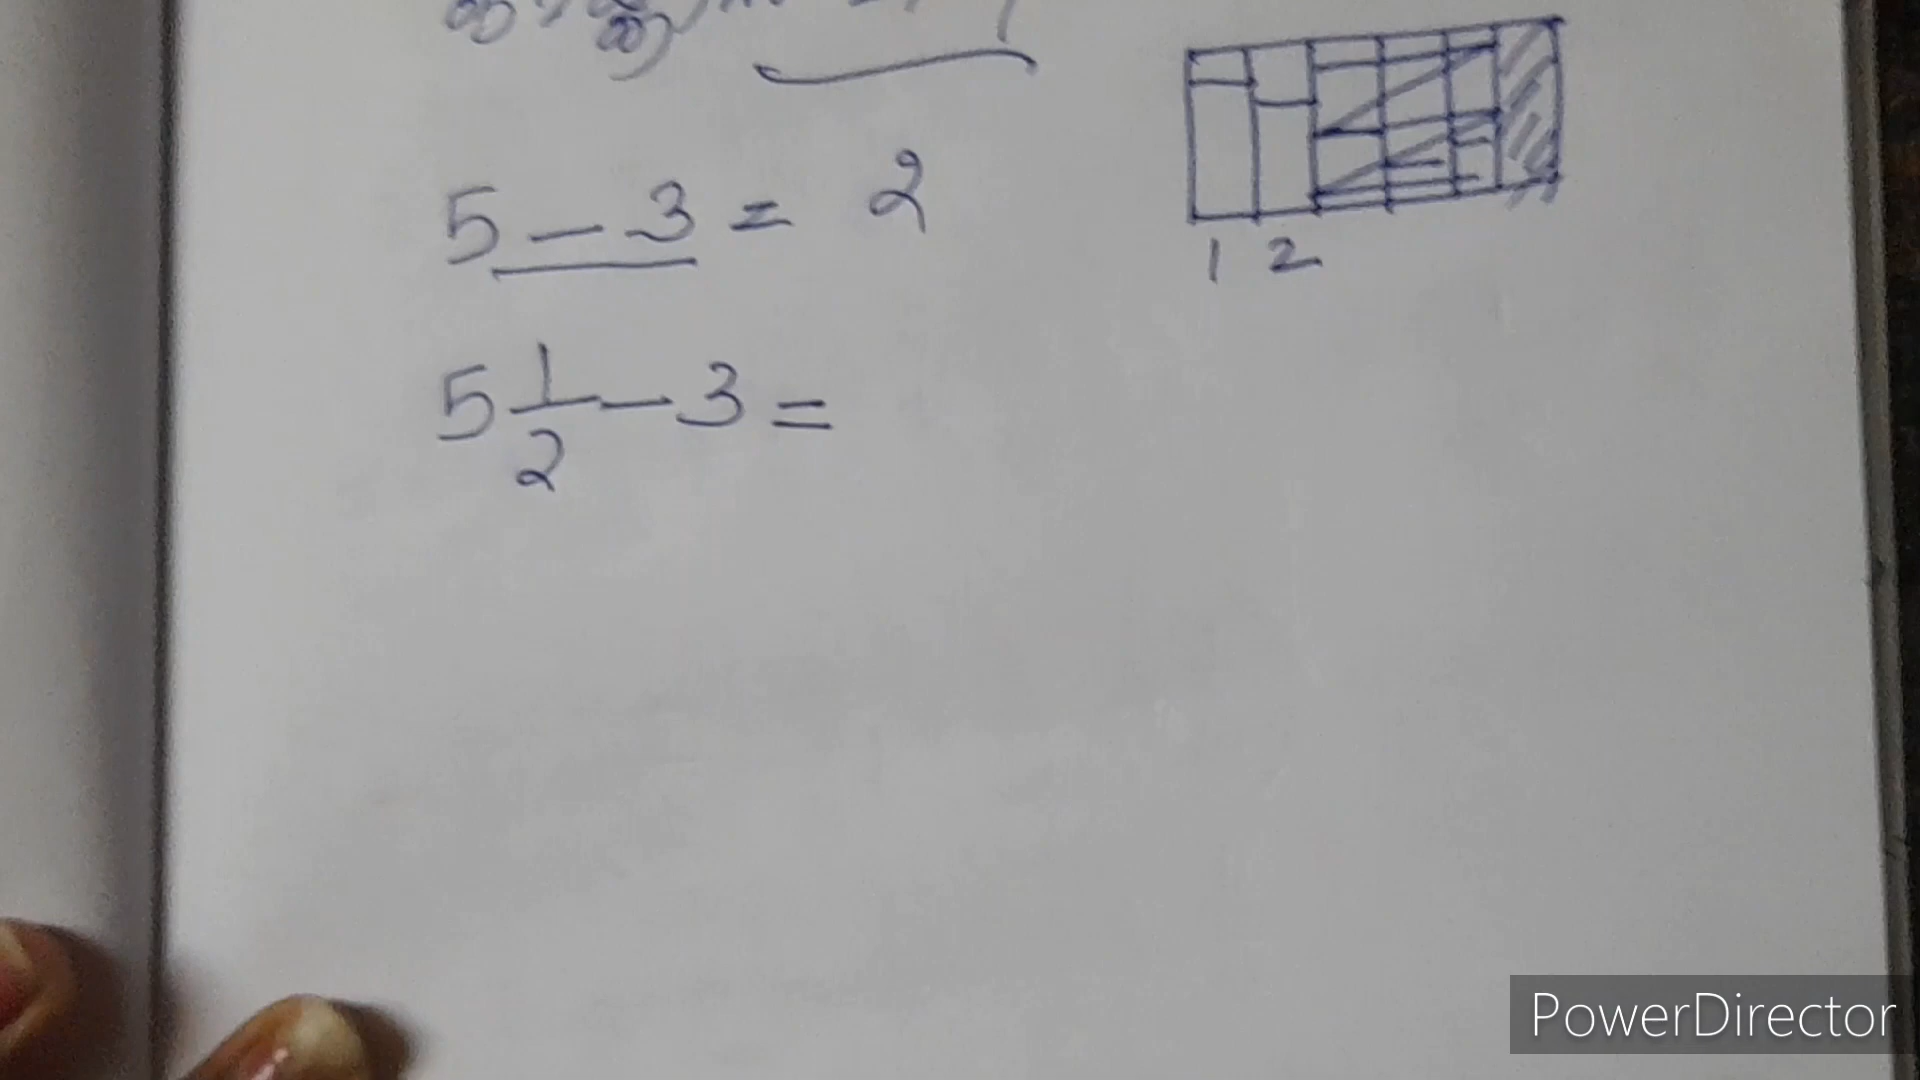 5 - 3 = 2
1 2
5 1/2 - 3 =
PowerDirector